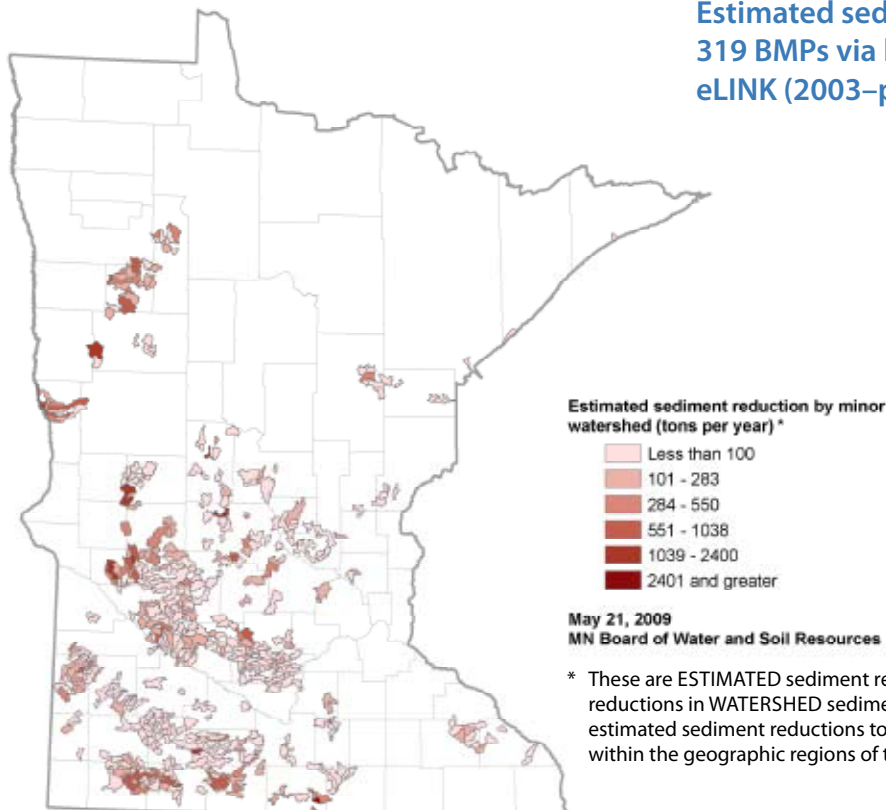 Estimated sed
319 BMPs via
eLINK (2003–p
Estimated sediment reduction by minor
watershed (tons per year) *
Less than 100
101 - 283
284 - 550
551 - 1038
1039 - 2400
2401 and greater
May 21, 2009
MN Board of Water and Soil Resources
* These are ESTIMATED sediment re
reductions in WATERSHED sedime
estimated sediment reductions to
within the geographic regions of t